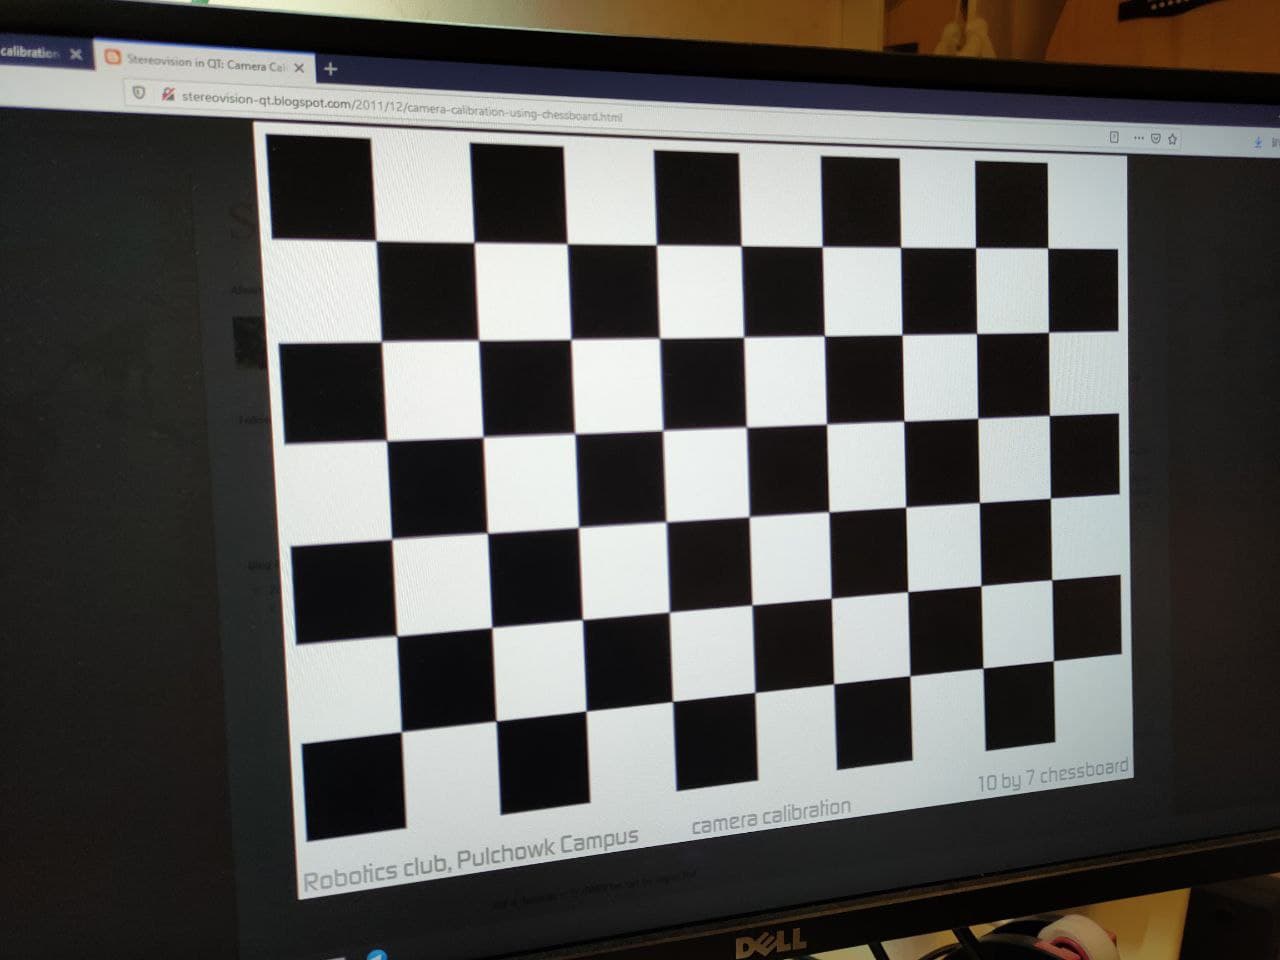 calibration
Stereovision in QT: Camera Cal
stereovision-qt.blogspot.com/2011/12/camera-calibration-using-chessboard.html
Robotics club, Pulchowk Campus
camera calibration
10 by 7 chessboard
DELL